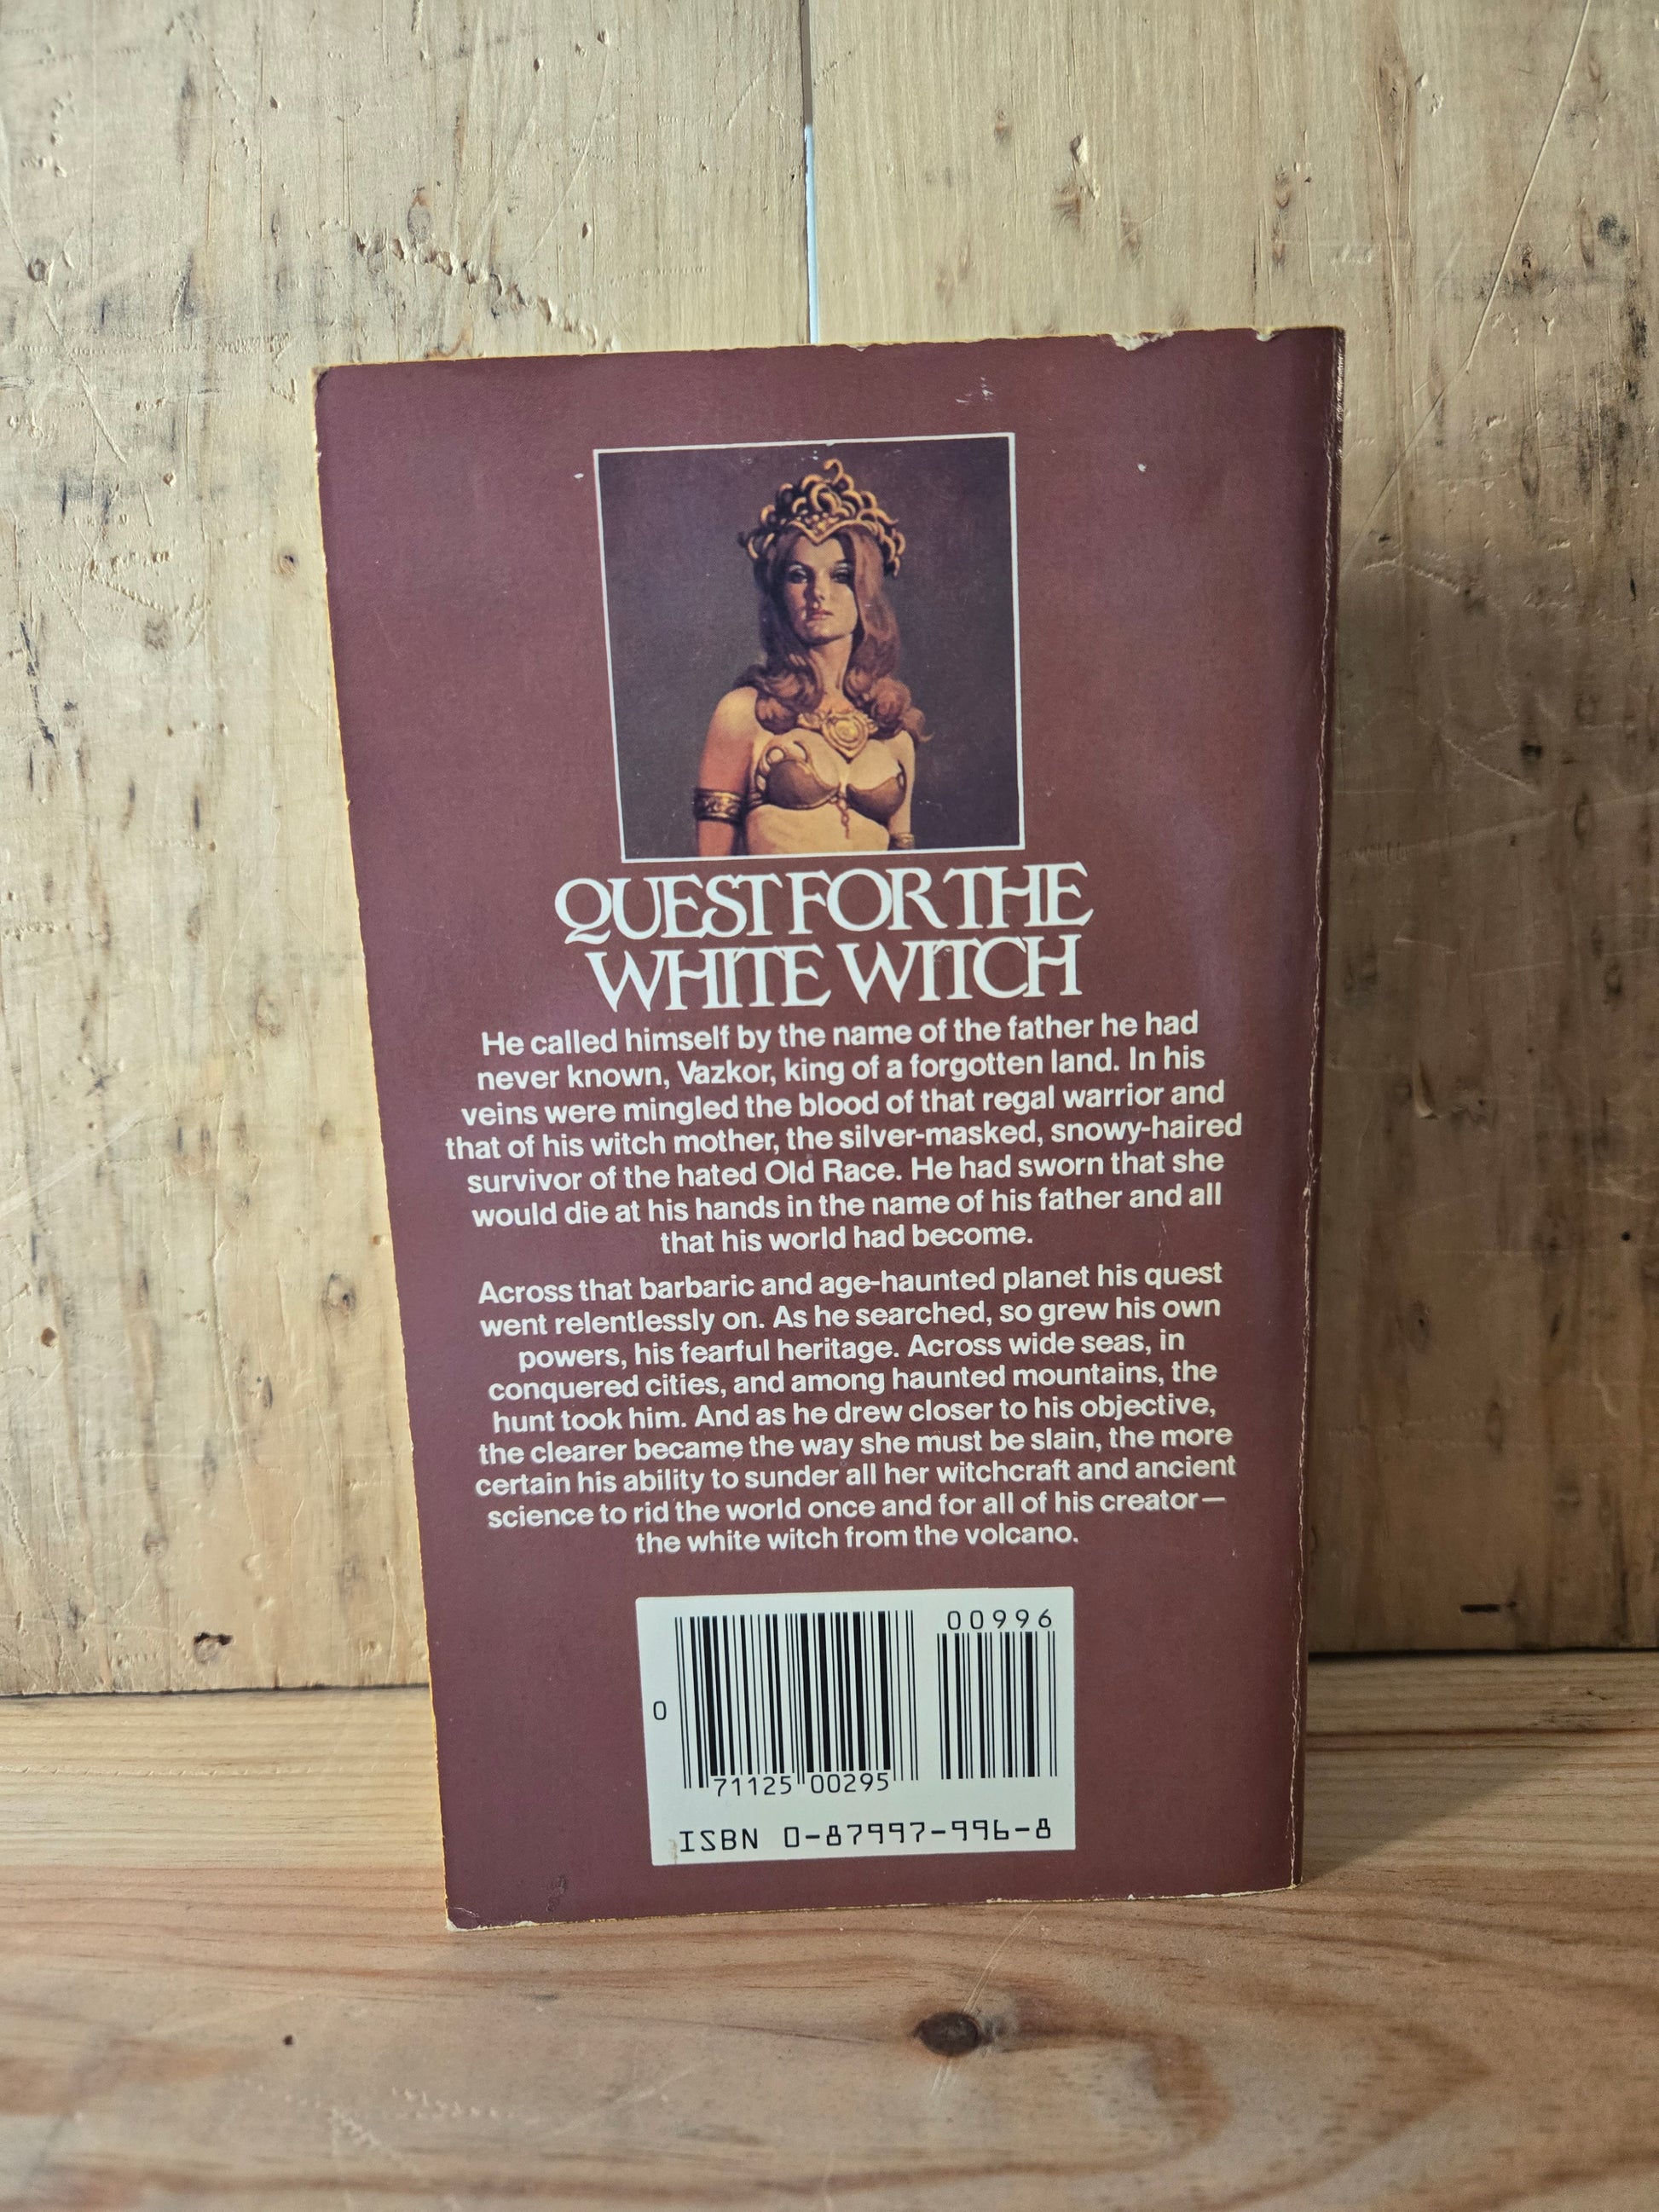 QUEST FOR THE
WHITE WITCH
He called himself by the name of the father he had
never known, Vazkor, king of a forgotten land. In his
veins were mingled the blood of that regal warrior and
that of his witch mother, the silver-masked, snowy-haired
survivor of the hated Old Race. He had sworn that she
would die at his hands in the name of his father and all
that his world had become.
Across that barbaric and age-haunted planet his quest
went relentlessly on. As he searched, so grew his own
powers, his fearful heritage. Across wide seas, in
conquered cities, and among haunted mountains, the
hunt took him. And as he drew closer to his objective,
the clearer became the way she must be slain, the more
certain his ability to sunder all her witchcraft and ancient
science to rid the world once and for all of his creator—
the white witch from the volcano.
00996
0
71125 00295
ISBN 0-87997-996-8